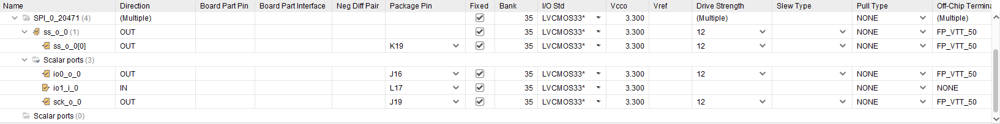 Name Direction Board Part Pin Board Part Interface Neg Diff Pair Package Pin Fixed Bank I/O Std Vcco Vref Drive Strength Slew Type Pull Type Off-Chip Termina
SPI_0_20471 (4) (Multiple) 35 LVCMOS33* 3.300 (Multiple) NONE (Multiple)
ss_o_0 (1) OUT 35 LVCMOS33* 3.300 12 NONE FP_VTT_50
ss_o_0[0] OUT K19 35 LVCMOS33* 3.300 12 NONE FP_VTT_50
Scalar ports (3)
io0_o_0 OUT J16 35 LVCMOS33* 3.300 12 NONE FP_VTT_50
io1_i_0 IN L17 35 LVCMOS33* 3.300 NONE NONE
sck_o_0 OUT J19 35 LVCMOS33* 3.300 12 NONE FP_VTT_50
Scalar ports (0)